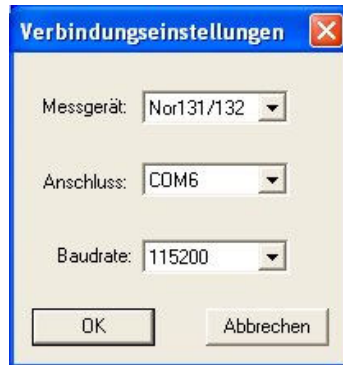 Verbindungseinstellungen
Messgerät: Nor131/132
Anschluss: COM6
Baudrate: 115200
OK Abbrechen